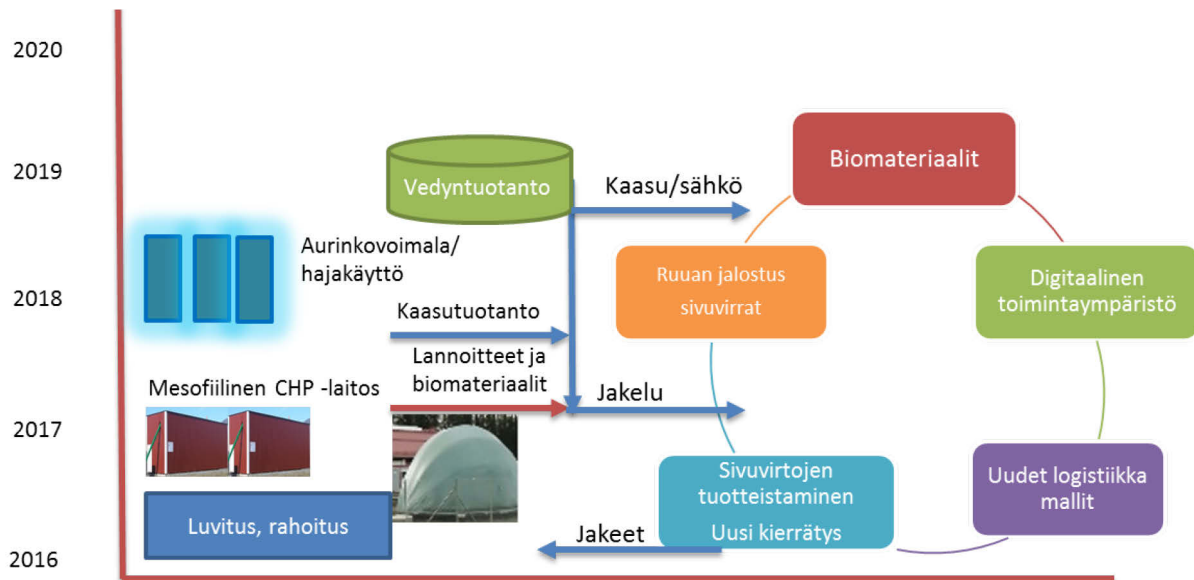 2020
2019
2018
2017
2016
Vedyntuotanto
Kaasu/sähkö
Aurinkovoimala/
hajakäyttö
Kaasutuotanto
Lannoitteet ja
biomateriaalit
Mesofiilinen CHP -laitos
Jakelu
Luvitus, rahoitus
Jakeet
Biomateriaalit
Ruuan jalostus
sivuvirrat
Digitaalinen
toimintaympäristö
Sivuvirtojen
tuotteistaminen
Uusi kierrätys
Uudet logistiikka
mallit